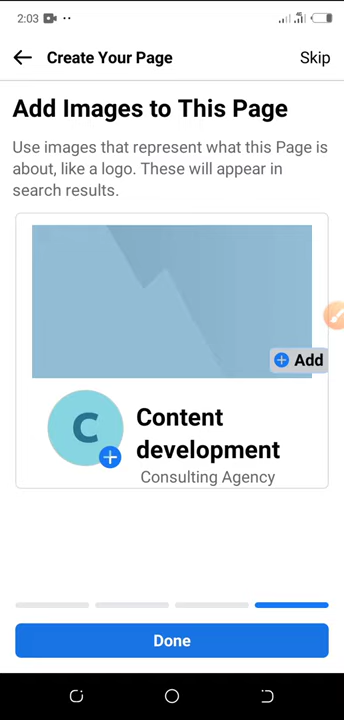 2:03
Create Your Page
Skip
Add Images to This Page
Use images that represent what this Page is
about, like a logo. These will appear in
search results.
Add
C
Content
development
Consulting Agency
Done